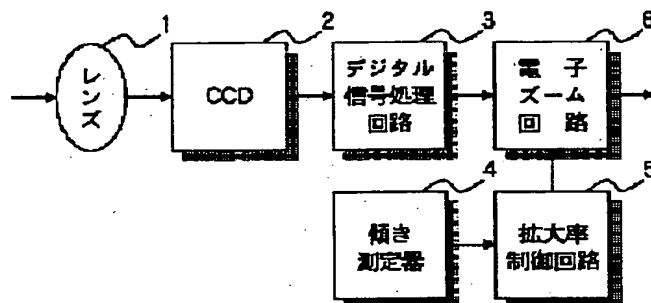 1
2
3
6
レンズ
CCD
デジタル
信号処理
回路
電子
ズーム
回路
4
5
傾き
測定器
拡大率
制御回路